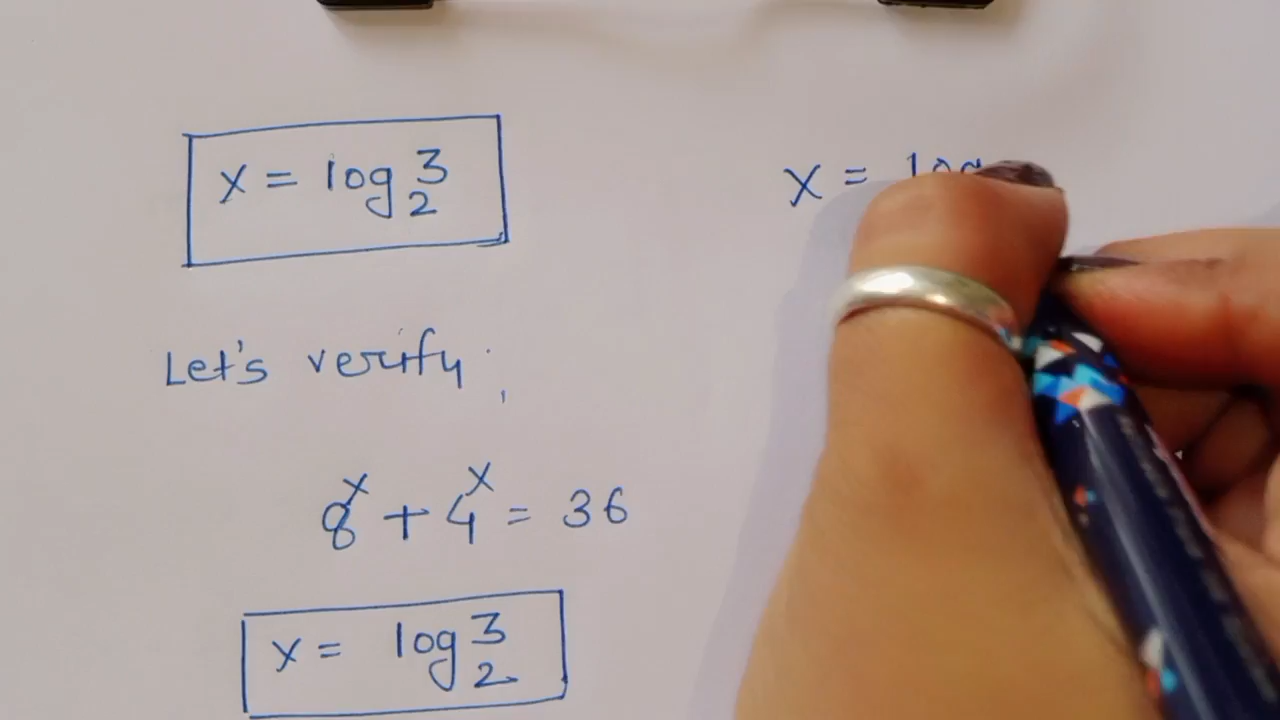 x = log₂3
Let's verify;
8ˣ + 4ˣ = 36
x = log₂3
x = log